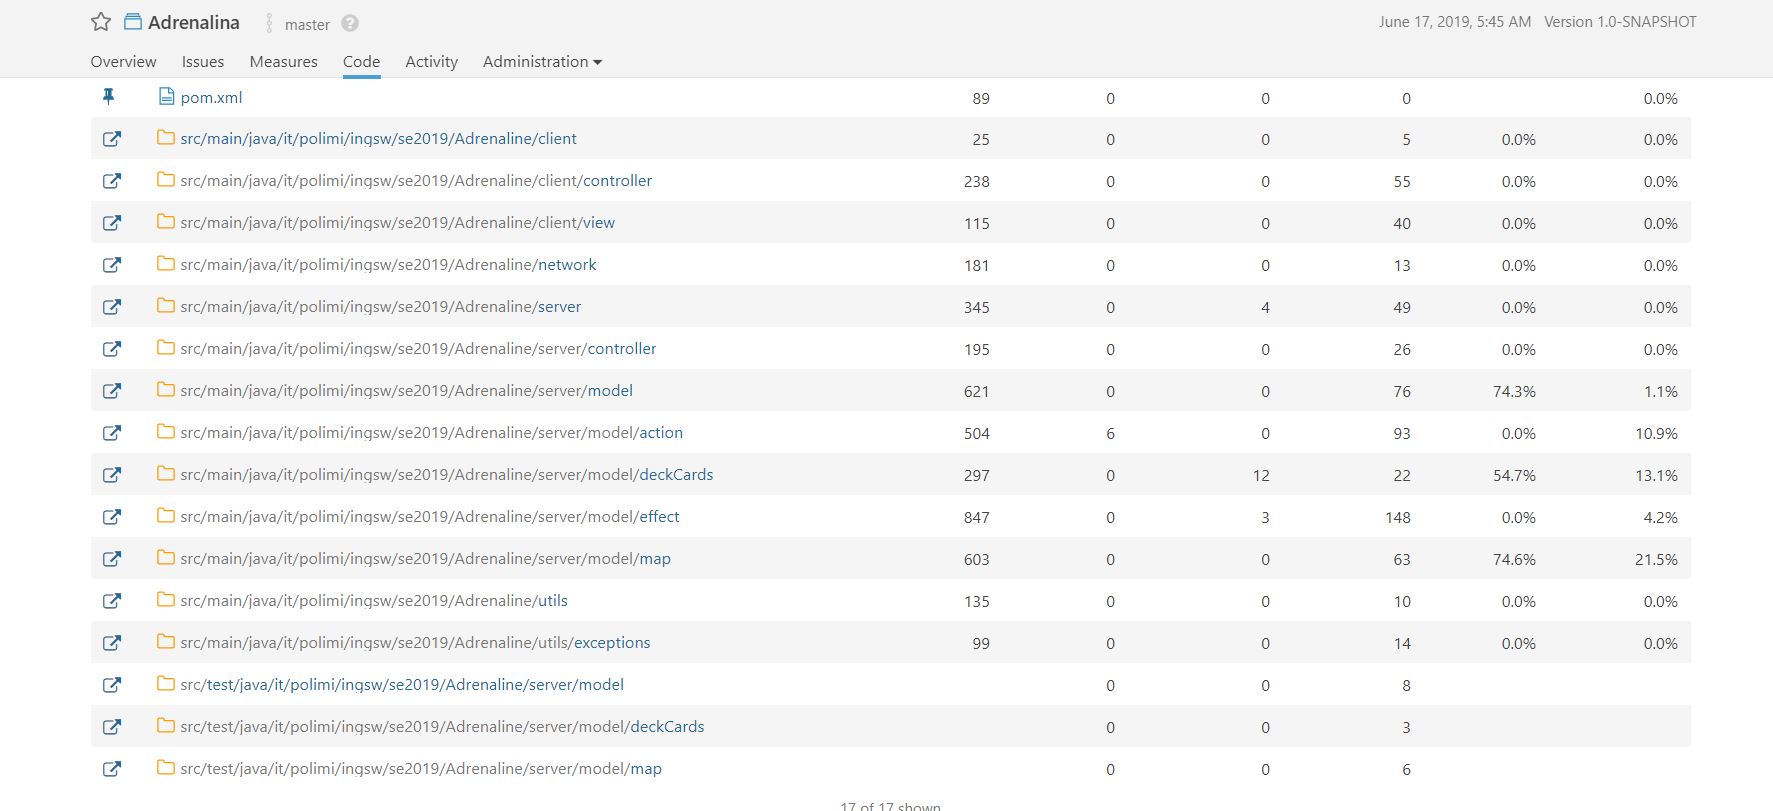 Adrenalina master ? June 17, 2019, 5:45 AM Version 1.0-SNAPSHOT
Overview Issues Measures Code Activity Administration
pom.xml 89 0 0 0 0.0%
src/main/java/it/polimi/ingsw/se2019/Adrenaline/client 25 0 0 5 0.0% 0.0%
src/main/java/it/polimi/ingsw/se2019/Adrenaline/client/controller 238 0 0 55 0.0% 0.0%
src/main/java/it/polimi/ingsw/se2019/Adrenaline/client/view 115 0 0 40 0.0% 0.0%
src/main/java/it/polimi/ingsw/se2019/Adrenaline/network 181 0 0 13 0.0% 0.0%
src/main/java/it/polimi/ingsw/se2019/Adrenaline/server 345 0 4 49 0.0% 0.0%
src/main/java/it/polimi/ingsw/se2019/Adrenaline/server/controller 195 0 0 26 0.0% 0.0%
src/main/java/it/polimi/ingsw/se2019/Adrenaline/server/model 621 0 0 76 74.3% 1.1%
src/main/java/it/polimi/ingsw/se2019/Adrenaline/server/model/action 504 6 0 93 0.0% 10.9%
src/main/java/it/polimi/ingsw/se2019/Adrenaline/server/model/deckCards 297 0 12 22 54.7% 13.1%
src/main/java/it/polimi/ingsw/se2019/Adrenaline/server/model/effect 847 0 3 148 0.0% 4.2%
src/main/java/it/polimi/ingsw/se2019/Adrenaline/server/model/map 603 0 0 63 74.6% 21.5%
src/main/java/it/polimi/ingsw/se2019/Adrenaline/utils 135 0 0 10 0.0% 0.0%
src/main/java/it/polimi/ingsw/se2019/Adrenaline/utils/exceptions 99 0 0 14 0.0% 0.0%
src/test/java/it/polimi/ingsw/se2019/Adrenaline/server/model 0 0 8
src/test/java/it/polimi/ingsw/se2019/Adrenaline/server/model/deckCards 0 0 3
src/test/java/it/polimi/ingsw/se2019/Adrenaline/server/model/map 0 0 6
17 of 17 shown